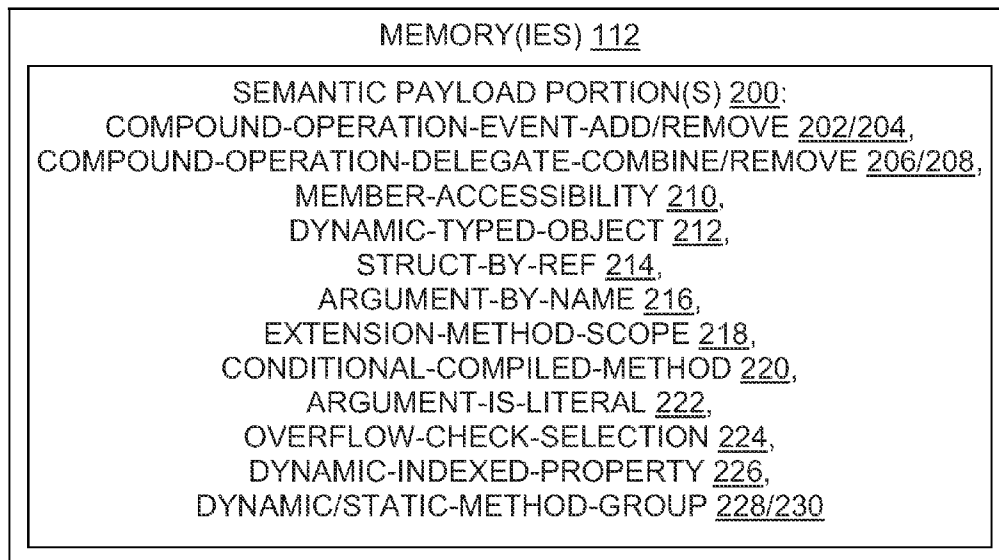 MEMORY(IES) 112
SEMANTIC PAYLOAD PORTION(S) 200:
COMPOUND-OPERATION-EVENT-ADD/REMOVE 202/204,
COMPOUND-OPERATION-DELEGATE-COMBINE/REMOVE 206/208,
MEMBER-ACCESSIBILITY 210,
DYNAMIC-TYPED-OBJECT 212,
STRUCT-BY-REF 214,
ARGUMENT-BY-NAME 216,
EXTENSION-METHOD-SCOPE 218,
CONDITIONAL-COMPILED-METHOD 220,
ARGUMENT-IS-LITERAL 222,
OVERFLOW-CHECK-SELECTION 224,
DYNAMIC-INDEXED-PROPERTY 226,
DYNAMIC/STATIC-METHOD-GROUP 228/230